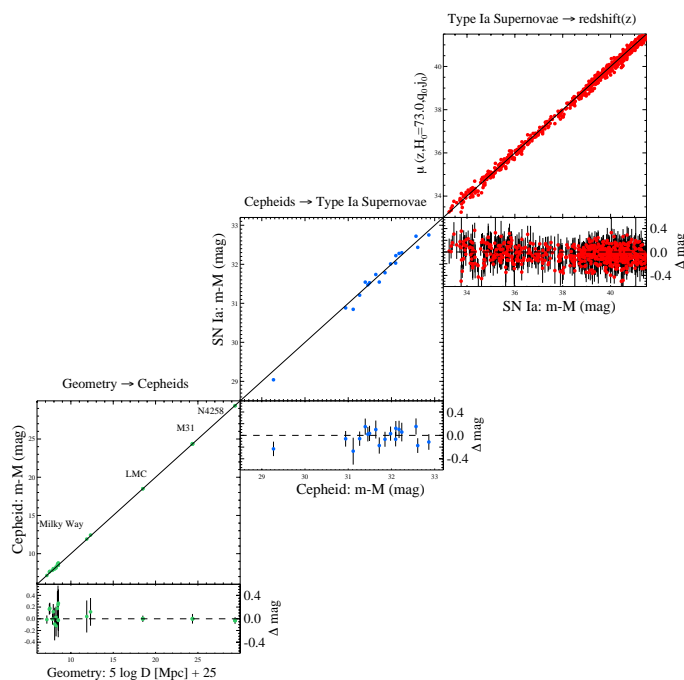 Type Ia Supernovae → redshift(z)
40
38
36
34
μ (z,H0=73.0,q0,j0)
0.4
0.0
-0.4
Δ mag
34
36
38
40
SN Ia: m-M (mag)
Cepheids → Type Ia Supernovae
33
32
31
30
29
SN Ia: m-M (mag)
0.4
0.0
-0.4
Δ mag
29
30
31
32
33
Cepheid: m-M (mag)
Geometry → Cepheids
N4258
M31
LMC
Milky Way
25
20
15
10
Cepheid: m-M (mag)
0.4
0.2
0.0
-0.2
-0.4
0.4
0.0
-0.4
Δ mag
10
15
20
25
Geometry: 5 log D [Mpc] + 25